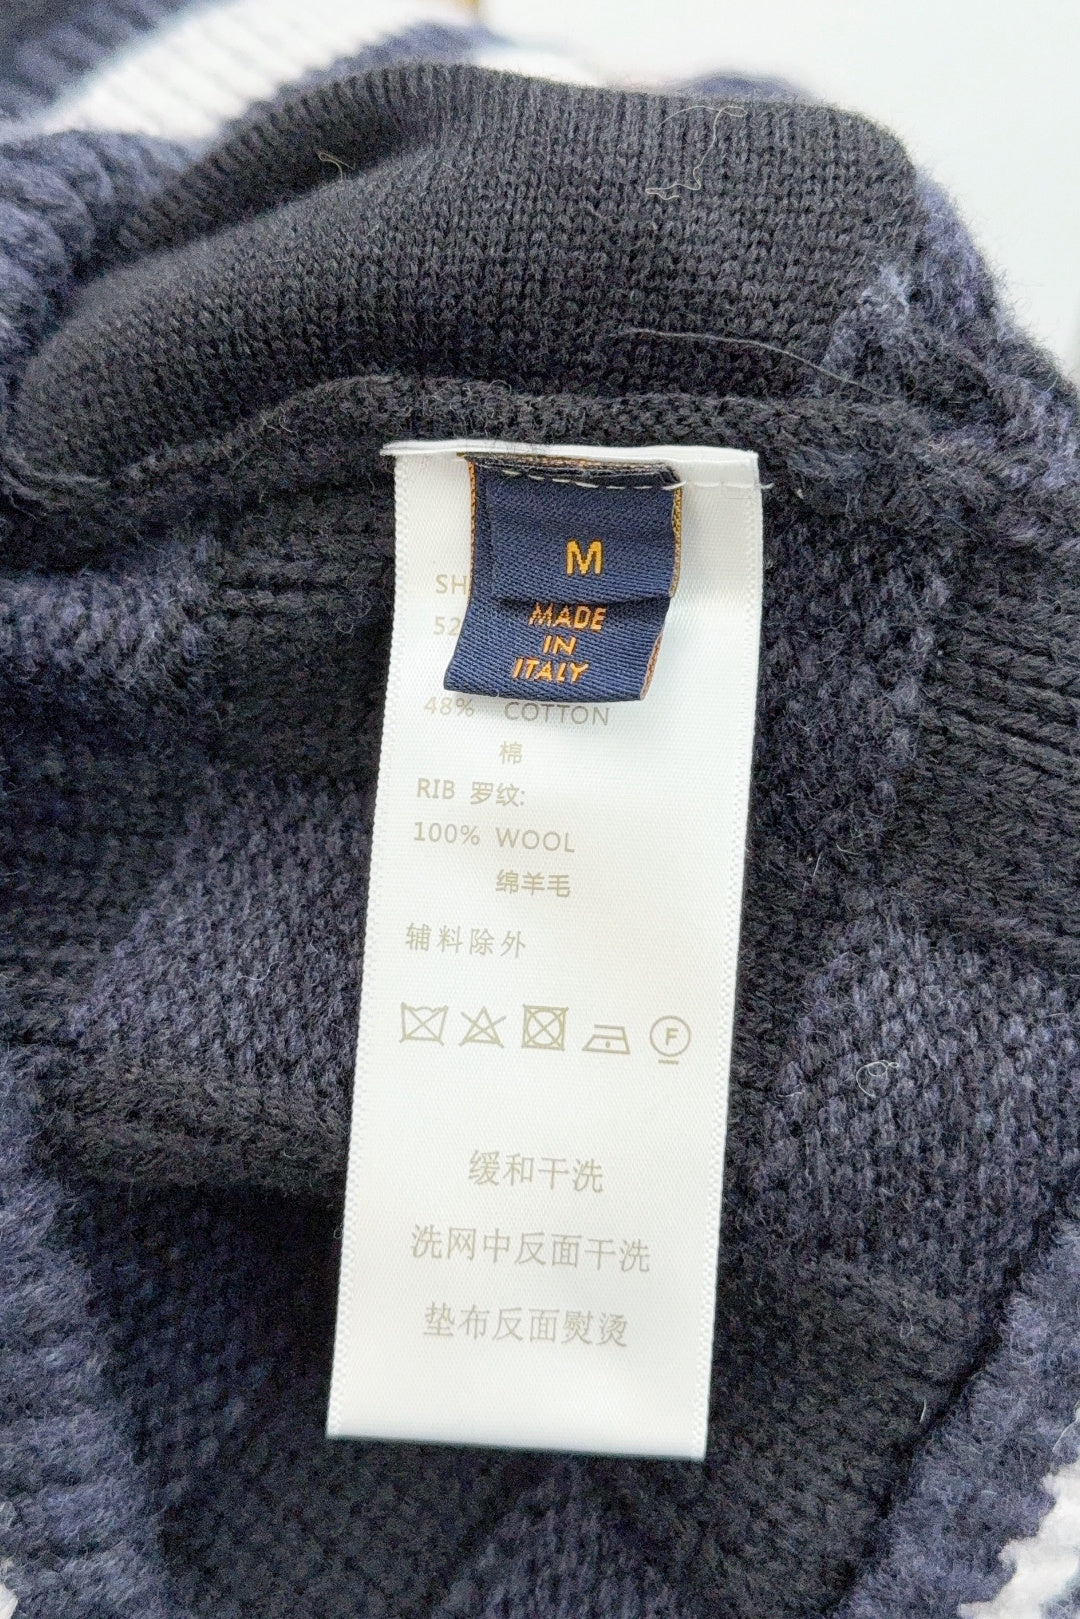 M
MADE
IN
ITALY
SH
52
48% COTTON
棉
RIB 罗纹:
100% WOOL
绵羊毛
辅料除外
F
缓和干洗
洗网中反面干洗
垫布反面熨烫